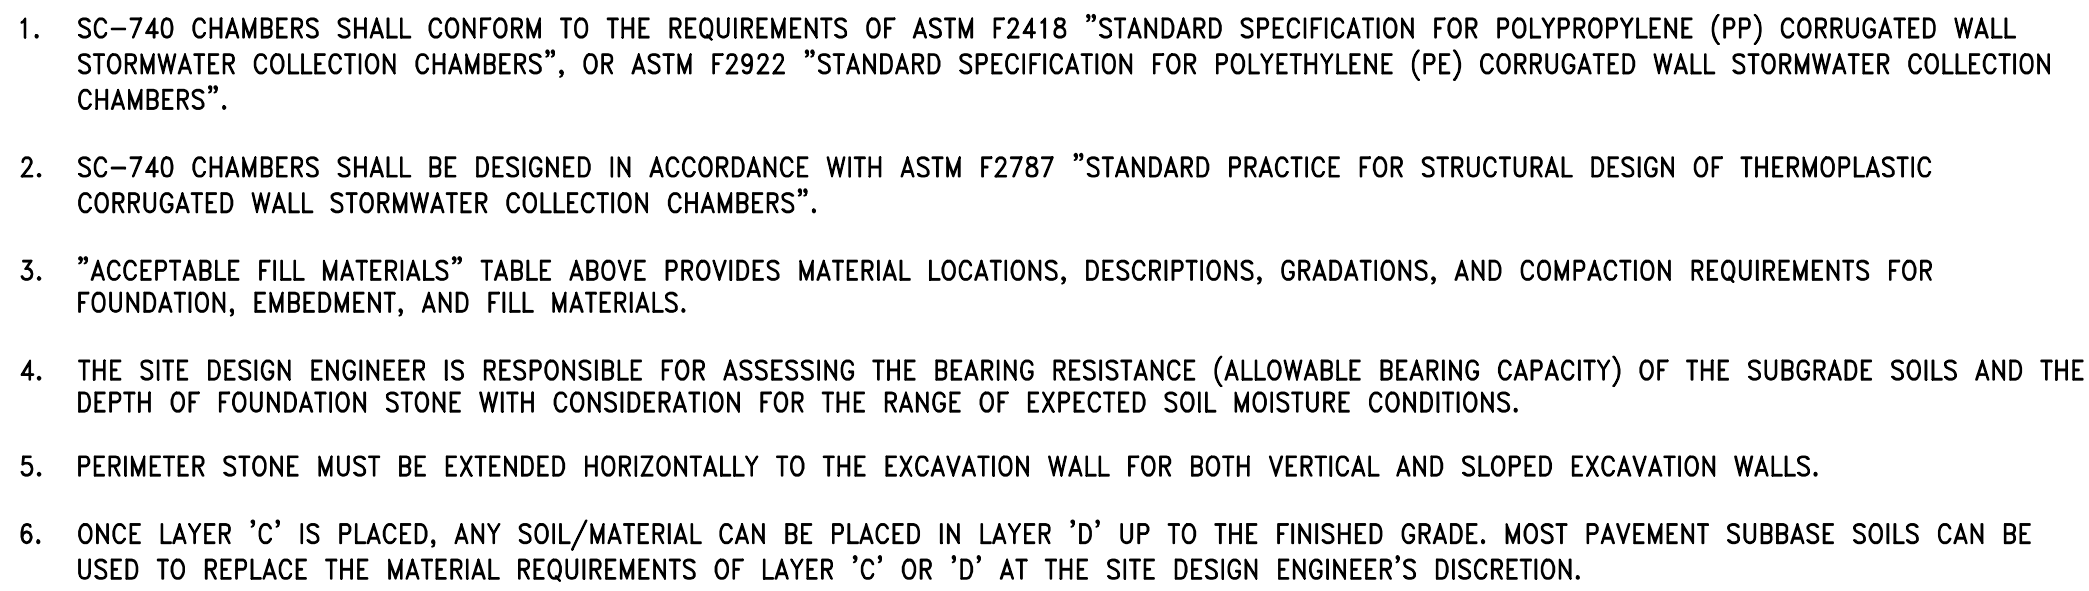 1. SC-740 CHAMBERS SHALL CONFORM TO THE REQUIREMENTS OF ASTM F2418 "STANDARD SPECIFICATION FOR POLYPROPYLENE (PP) CORRUGATED WALL
STORMWATER COLLECTION CHAMBERS", OR ASTM F2922 "STANDARD SPECIFICATION FOR POLYETHYLENE (PE) CORRUGATED WALL STORMWATER COLLECTION
CHAMBERS".
2. SC-740 CHAMBERS SHALL BE DESIGNED IN ACCORDANCE WITH ASTM F2787 "STANDARD PRACTICE FOR STRUCTURAL DESIGN OF THERMOPLASTIC
CORRUGATED WALL STORMWATER COLLECTION CHAMBERS".
3. "ACCEPTABLE FILL MATERIALS" TABLE ABOVE PROVIDES MATERIAL LOCATIONS, DESCRIPTIONS, GRADATIONS, AND COMPACTION REQUIREMENTS FOR
FOUNDATION, EMBEDMENT, AND FILL MATERIALS.
4. THE SITE DESIGN ENGINEER IS RESPONSIBLE FOR ASSESSING THE BEARING RESISTANCE (ALLOWABLE BEARING CAPACITY) OF THE SUBGRADE SOILS AND THE
DEPTH OF FOUNDATION STONE WITH CONSIDERATION FOR THE RANGE OF EXPECTED SOIL MOISTURE CONDITIONS.
5. PERIMETER STONE MUST BE EXTENDED HORIZONTALLY TO THE EXCAVATION WALL FOR BOTH VERTICAL AND SLOPED EXCAVATION WALLS.
6. ONCE LAYER 'C' IS PLACED, ANY SOIL/MATERIAL CAN BE PLACED IN LAYER 'D' UP TO THE FINISHED GRADE. MOST PAVEMENT SUBBASE SOILS CAN BE
USED TO REPLACE THE MATERIAL REQUIREMENTS OF LAYER 'C' OR 'D' AT THE SITE DESIGN ENGINEER'S DISCRETION.